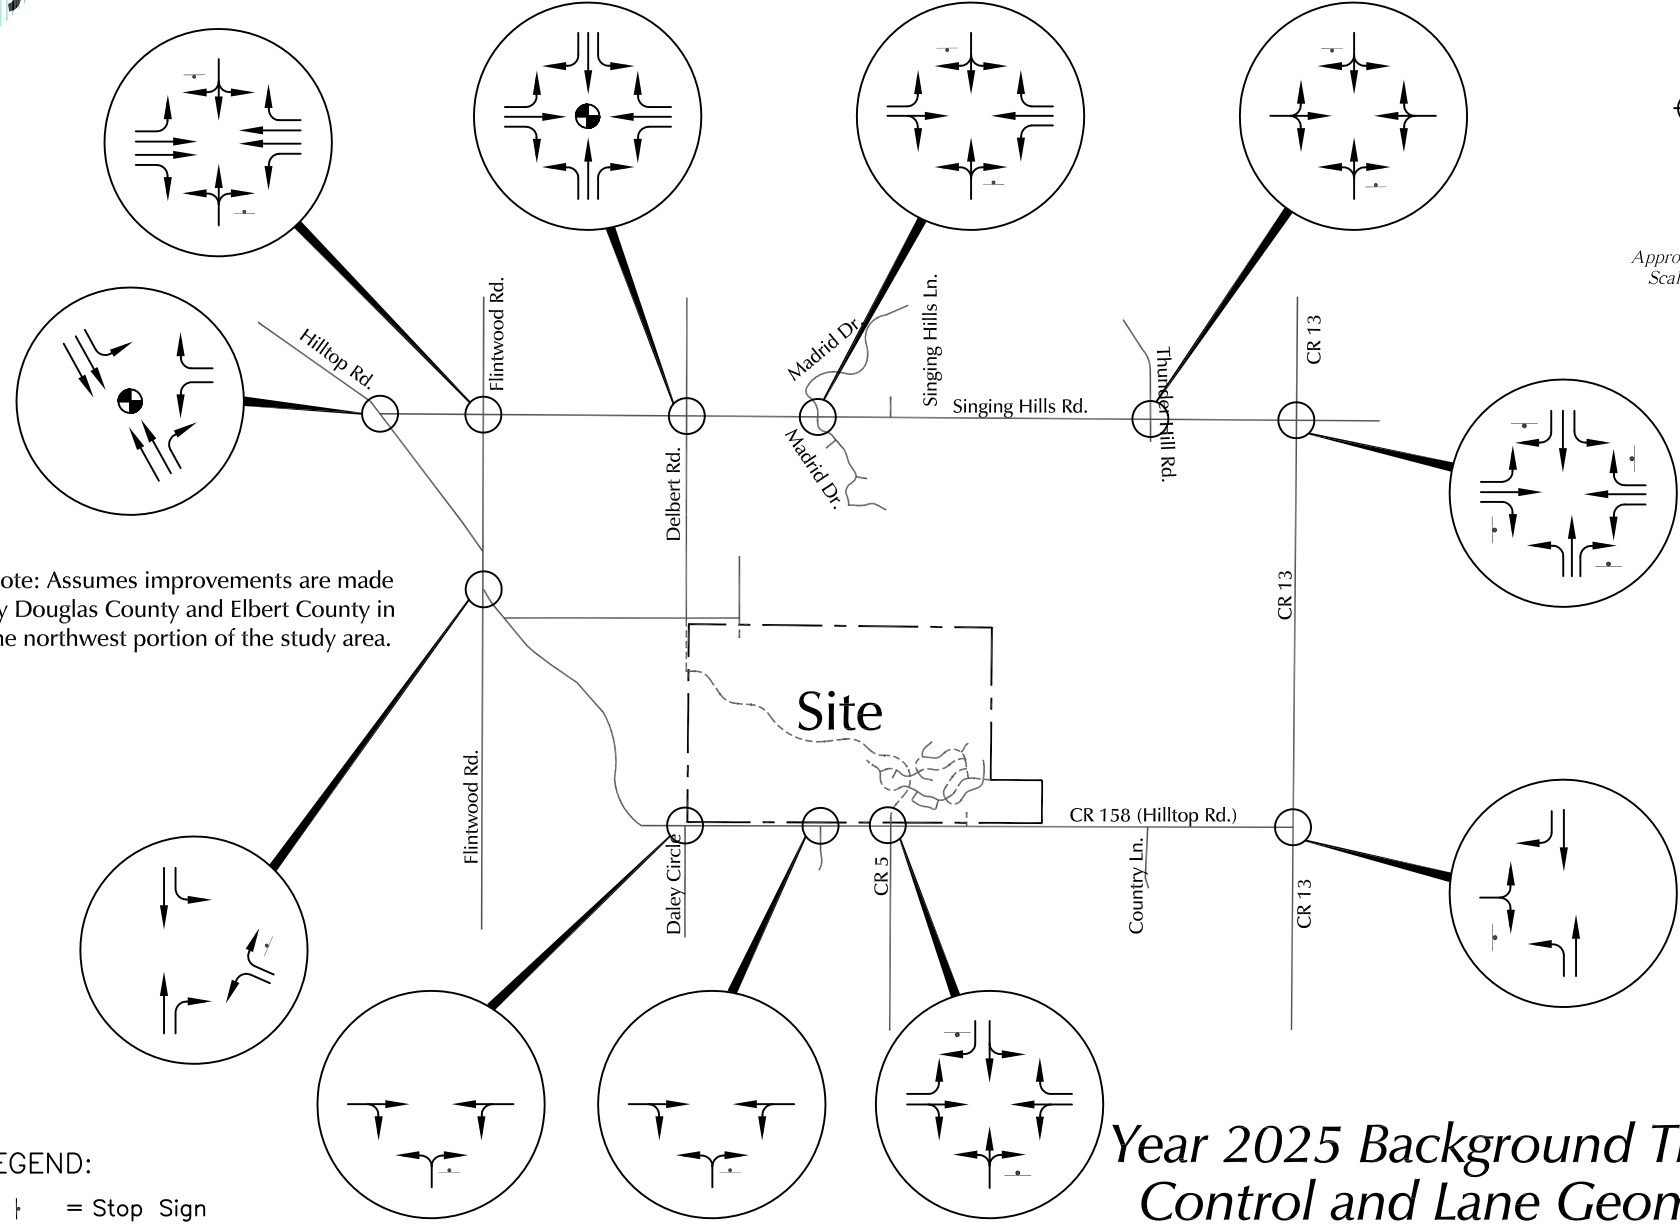 Appro
Scal
Flintwood Rd.
Hilltop Rd.
Madrid Dr.
Singing Hills Ln.
CR 13
Singing Hills Rd.
Thunder Hill Rd.
Madrid Dr.
Delbert Rd.
ote: Assumes improvements are made
y Douglas County and Elbert County in
he northwest portion of the study area.
CR 13
Site
Flintwood Rd.
CR 158 (Hilltop Rd.)
Daley Circle
CR 5
Country Ln.
CR 13
Year 2025 Background T
Control and Lane Geom
EGEND:
= Stop Sign